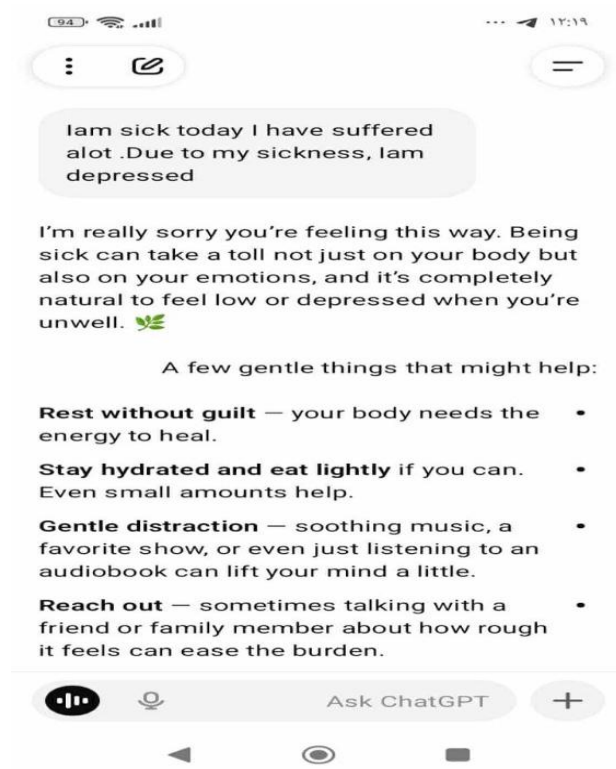 94
١٢:١٩
Iam sick today I have suffered
alot .Due to my sickness, Iam
depressed
I'm really sorry you're feeling this way. Being
sick can take a toll not just on your body but
also on your emotions, and it's completely
natural to feel low or depressed when you're
unwell. 🌿
A few gentle things that might help:
Rest without guilt — your body needs the •
energy to heal.
Stay hydrated and eat lightly if you can. •
Even small amounts help.
Gentle distraction — soothing music, a •
favorite show, or even just listening to an
audiobook can lift your mind a little.
Reach out — sometimes talking with a •
friend or family member about how rough
it feels can ease the burden.
Ask ChatGPT